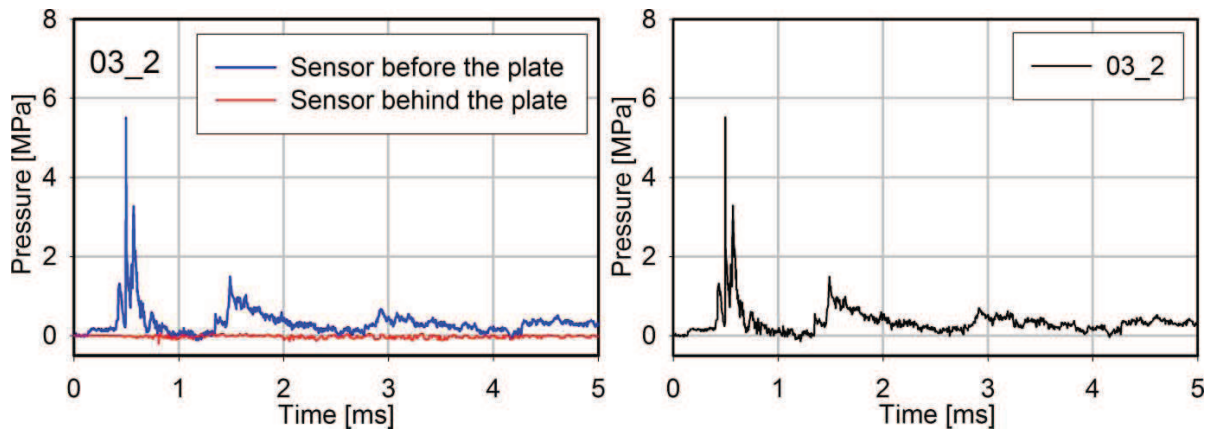 8
6
4
2
0
Pressure [MPa]
03_2
Sensor before the plate
Sensor behind the plate
0 1 2 3 4 5
Time [ms]
8
6
4
2
0
Pressure [MPa]
03_2
0 1 2 3 4 5
Time [ms]